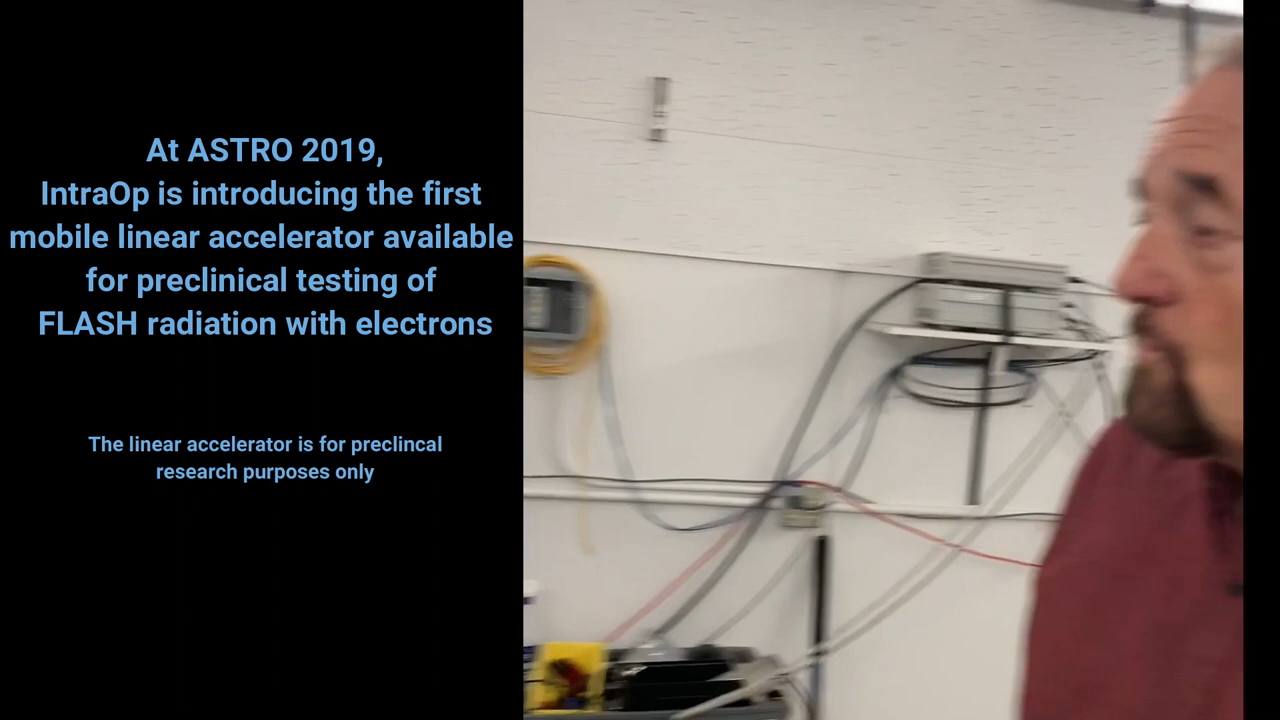 At ASTRO 2019,
IntraOp is introducing the first
mobile linear accelerator available
for preclinical testing of
FLASH radiation with electrons
The linear accelerator is for preclincal
research purposes only